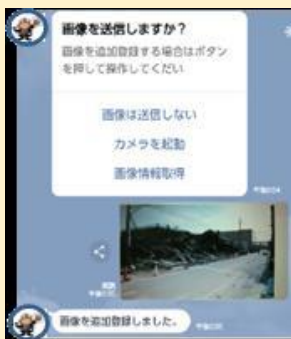 画像を送信しますか？
画像を追加登録する場合はボタン
を押して操作してくだい
画像は送信しない
カメラを起動
画像情報取得
画像を追加登録しました。